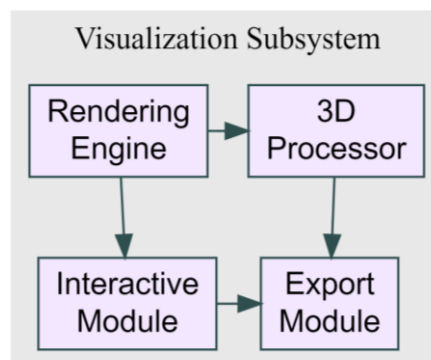 Visualization Subsystem
Rendering
Engine
3D
Processor
Interactive
Module
Export
Module